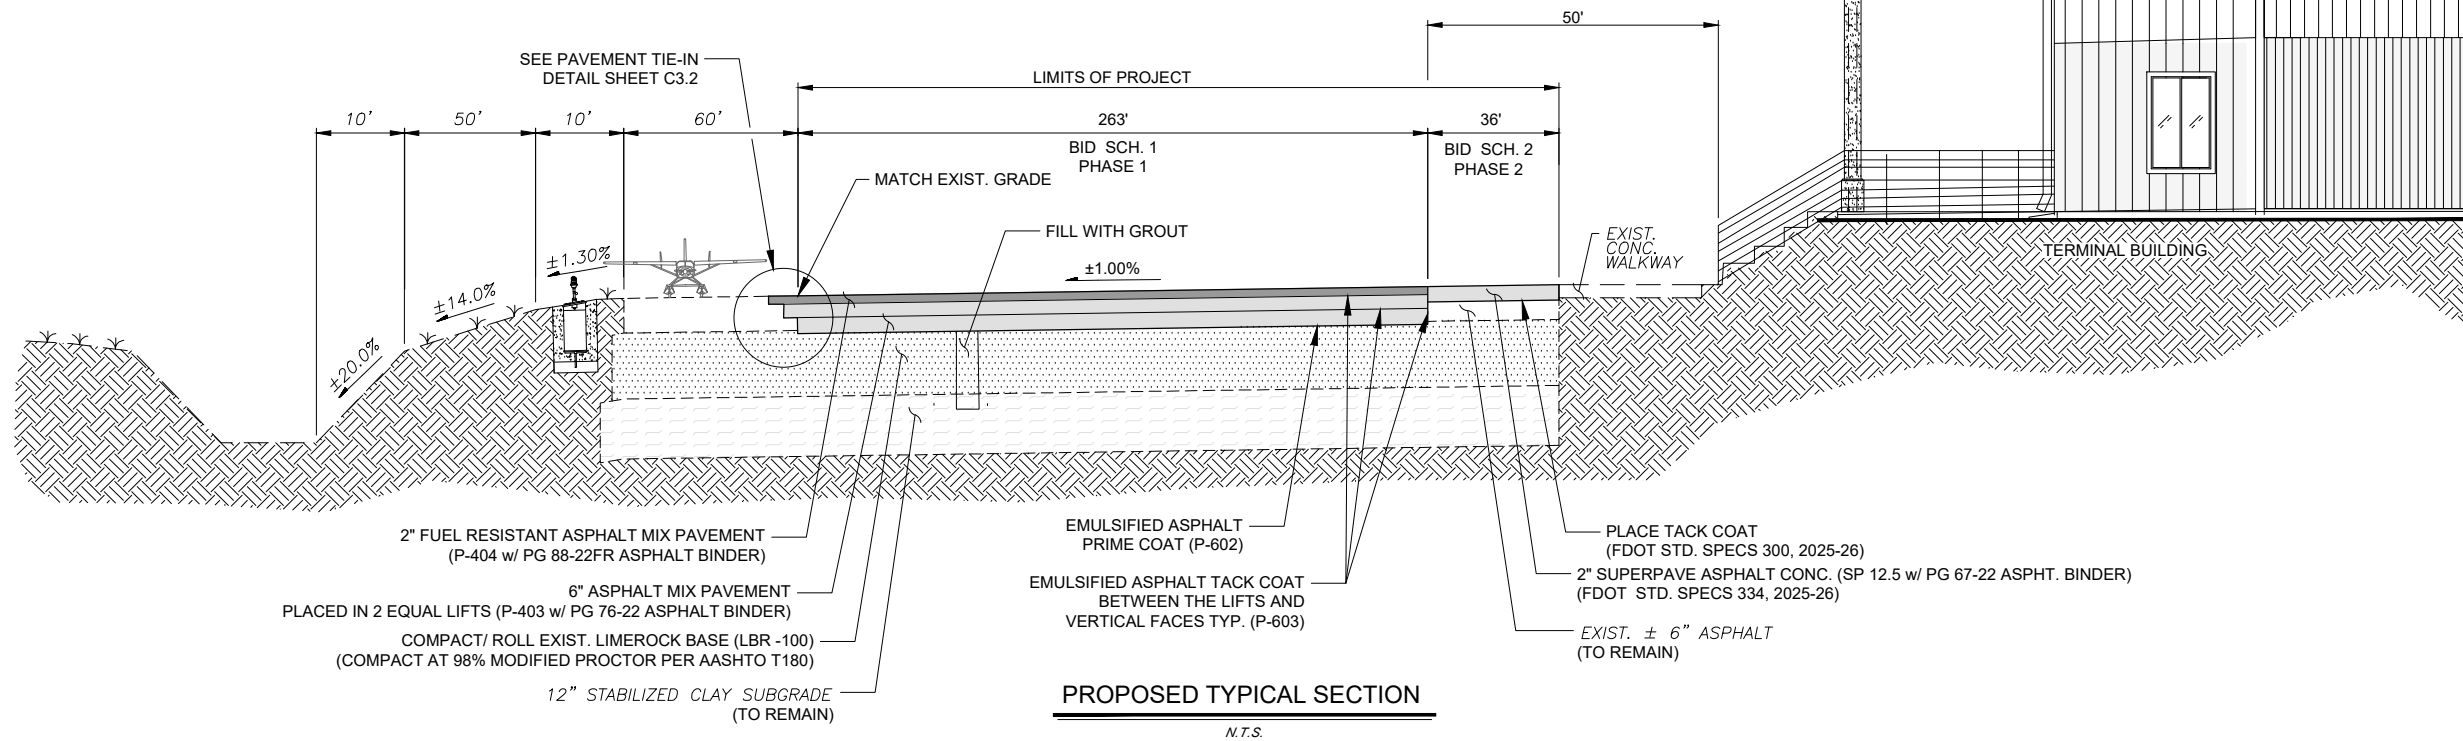 50'
SEE PAVEMENT TIE-IN
DETAIL SHEET C3.2
LIMITS OF PROJECT
10'
50'
10'
60'
263'
36'
BID SCH. 1
PHASE 1
BID SCH. 2
PHASE 2
MATCH EXIST. GRADE
FILL WITH GROUT
EXIST.
CONC.
WALKWAY
TERMINAL BUILDING
±1.30%
±1.00%
±14.0%
±20.0%
2" FUEL RESISTANT ASPHALT MIX PAVEMENT
(P-404 w/ PG 88-22FR ASPHALT BINDER)
6" ASPHALT MIX PAVEMENT
PLACED IN 2 EQUAL LIFTS (P-403 w/ PG 76-22 ASPHALT BINDER)
COMPACT/ ROLL EXIST. LIMEROCK BASE (LBR -100)
(COMPACT AT 98% MODIFIED PROCTOR PER AASHTO T180)
12" STABILIZED CLAY SUBGRADE
(TO REMAIN)
EMULSIFIED ASPHALT
PRIME COAT (P-602)
EMULSIFIED ASPHALT TACK COAT
BETWEEN THE LIFTS AND
VERTICAL FACES TYP. (P-603)
PLACE TACK COAT
(FDOT STD. SPECS 300, 2025-26)
2" SUPERPAVE ASPHALT CONC. (SP 12.5 w/ PG 67-22 ASPHT. BINDER)
(FDOT STD. SPECS 334, 2025-26)
EXIST. ± 6" ASPHALT
(TO REMAIN)
PROPOSED TYPICAL SECTION
N.T.S.